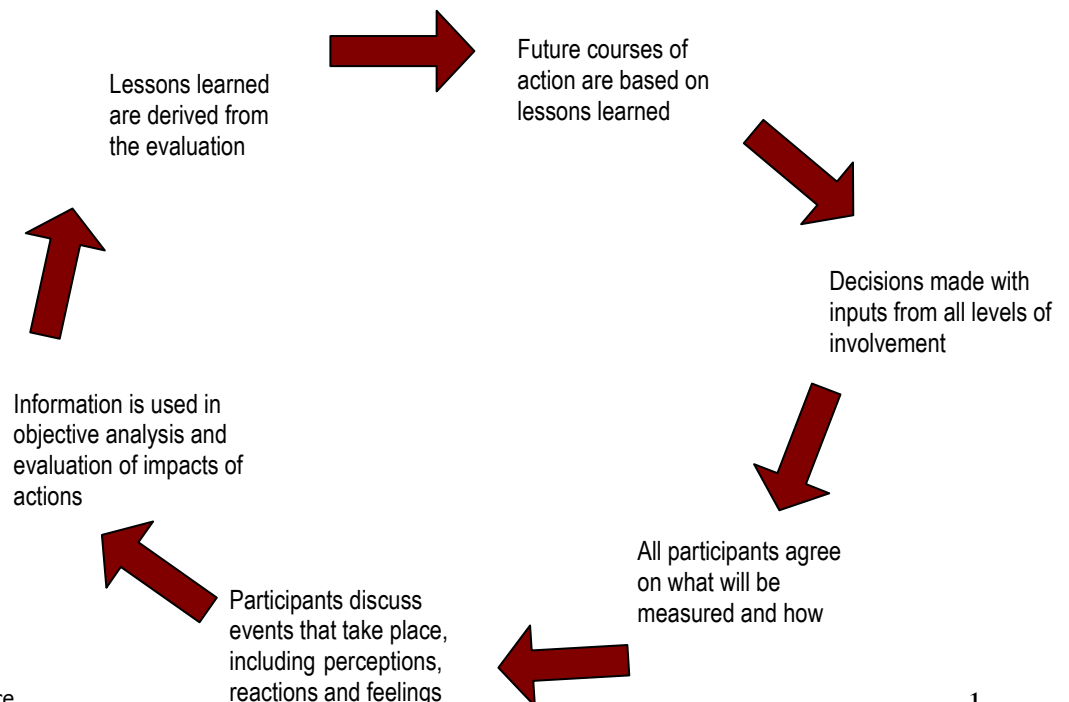 Future courses of
action are based on
lessons learned
Lessons learned
are derived from
the evaluation
Decisions made with
inputs from all levels of
involvement
Information is used in
objective analysis and
evaluation of impacts of
actions
All participants agree
on what will be
measured and how
Participants discuss
events that take place,
including perceptions,
reactions and feelings